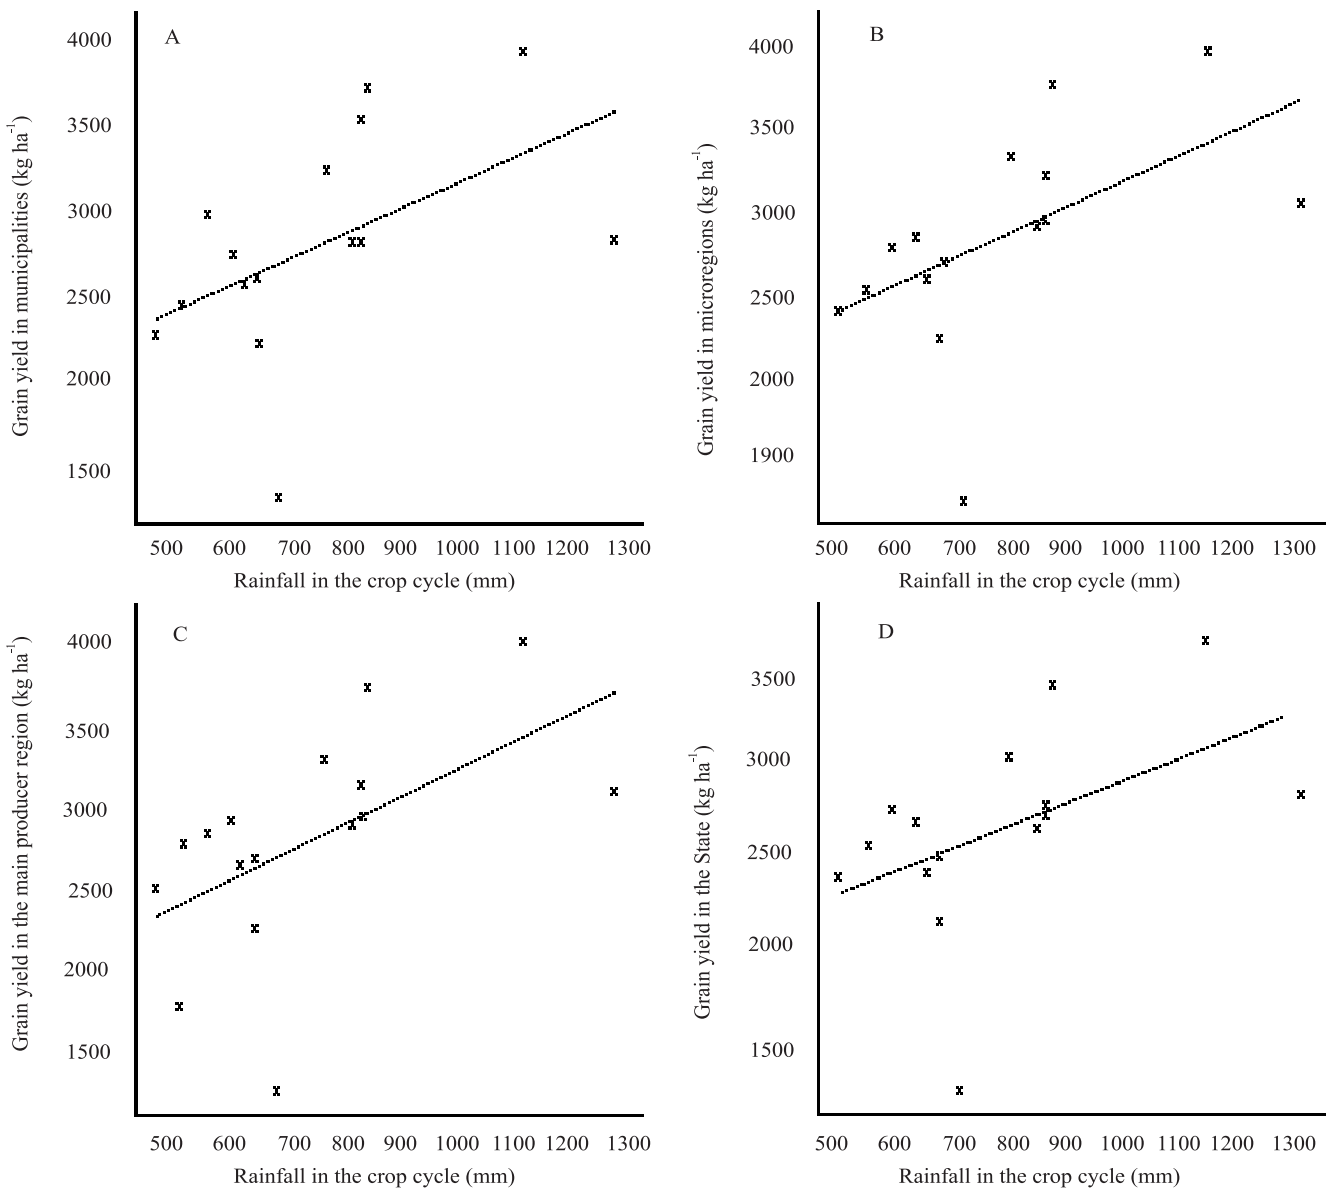 A
Grain yield in municipalities (kg ha-1)
4000
3500
3000
2500
2000
1500
500 600 700 800 900 1000 1100 1200 1300
Rainfall in the crop cycle (mm)
B
Grain yield in microregions (kg ha-1)
4000
3500
3000
2500
2000
1900
500 600 700 800 900 1000 1100 1200 1300
Rainfall in the crop cycle (mm)
C
Grain yield in the main producer region (kg ha-1)
4000
3500
3000
2500
2000
1500
500 600 700 800 900 1000 1100 1200 1300
Rainfall in the crop cycle (mm)
D
Grain yield in the State (kg ha-1)
3500
3000
2500
2000
1500
500 600 700 800 900 1000 1100 1200 1300
Rainfall in the crop cycle (mm)